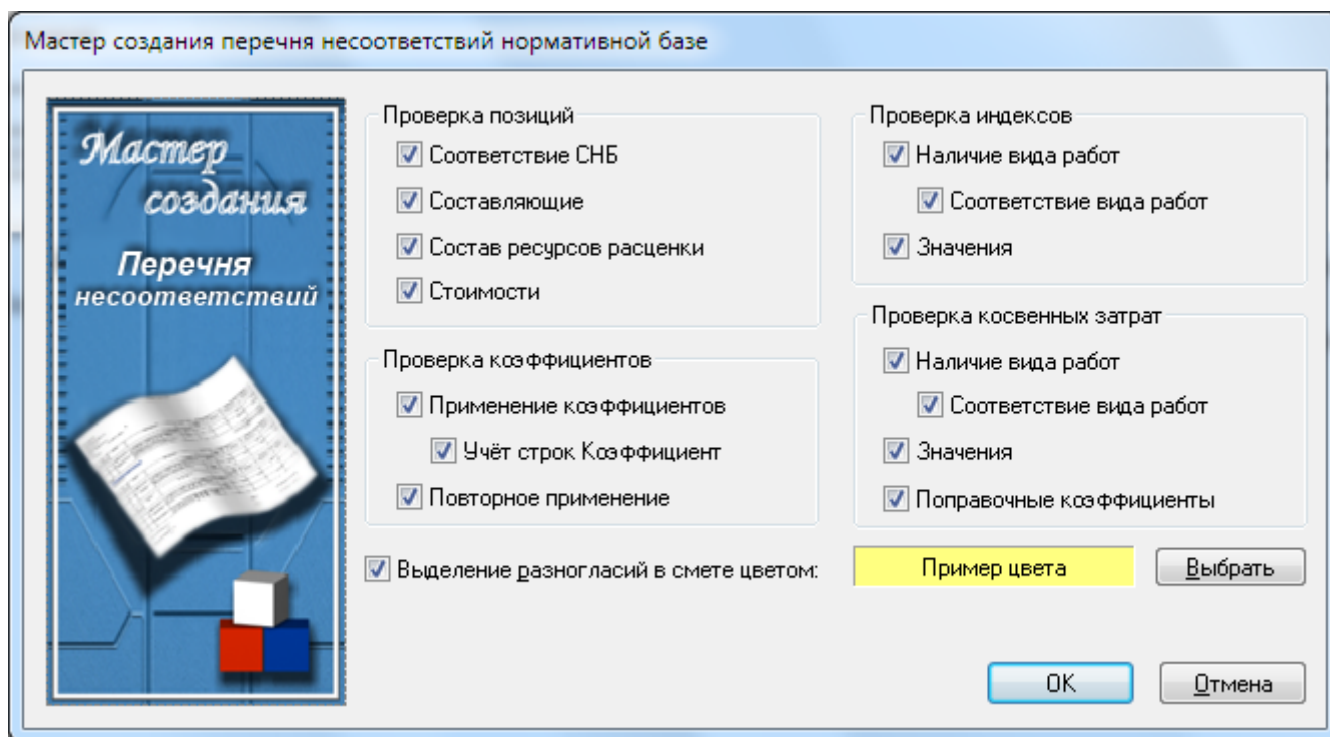 Мастер создания перечня несоответствий нормативной базе
Мастер
создания
Перечня
несоответствий
Проверка позиций
Соответствие СНБ
Составляющие
Состав ресурсов расценки
Стоимости
Проверка коэффициентов
Применение коэффициентов
Учёт строк Коэффициент
Повторное применение
Проверка индексов
Наличие вида работ
Соответствие вида работ
Значения
Проверка косвенных затрат
Наличие вида работ
Соответствие вида работ
Значения
Поправочные коэффициенты
Выделение разногласий в смете цветом:
Пример цвета
Выбрать
OK
Отмена